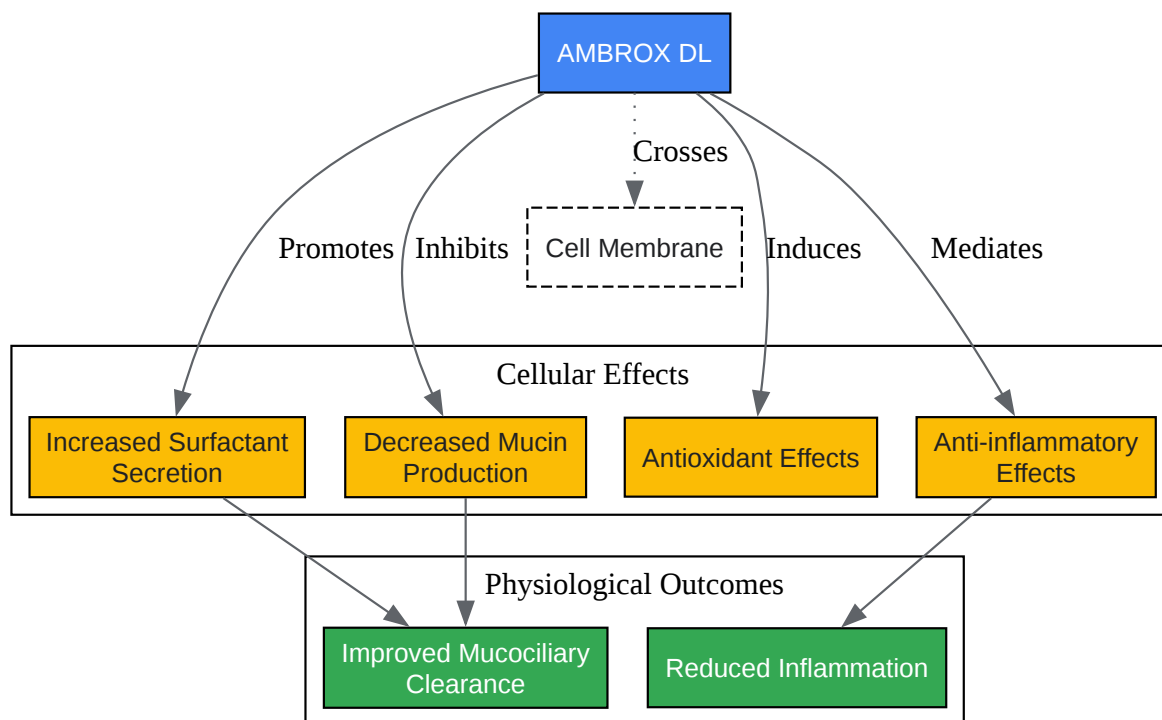 AMBROX DL
Crosses
Promotes
Inhibits
Cell Membrane
Induces
Mediates
Cellular Effects
Increased Surfactant
Secretion
Decreased Mucin
Production
Antioxidant Effects
Anti-inflammatory
Effects
Physiological Outcomes
Improved Mucociliary
Clearance
Reduced Inflammation